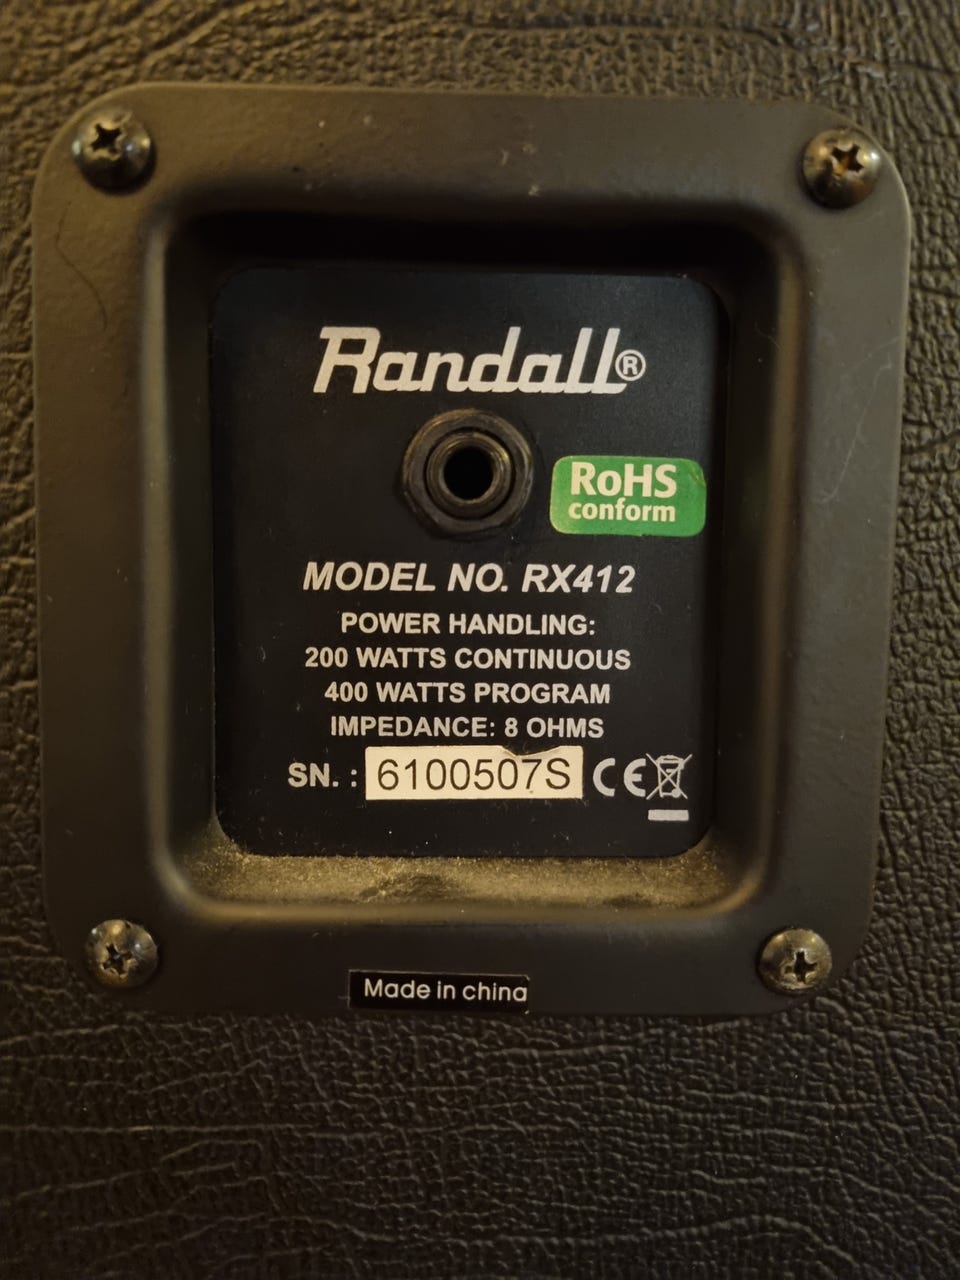 Randall®
RoHS
conform
MODEL NO. RX412
POWER HANDLING:
200 WATTS CONTINUOUS
400 WATTS PROGRAM
IMPEDANCE: 8 OHMS
SN. : 6100507S CE
Made in china